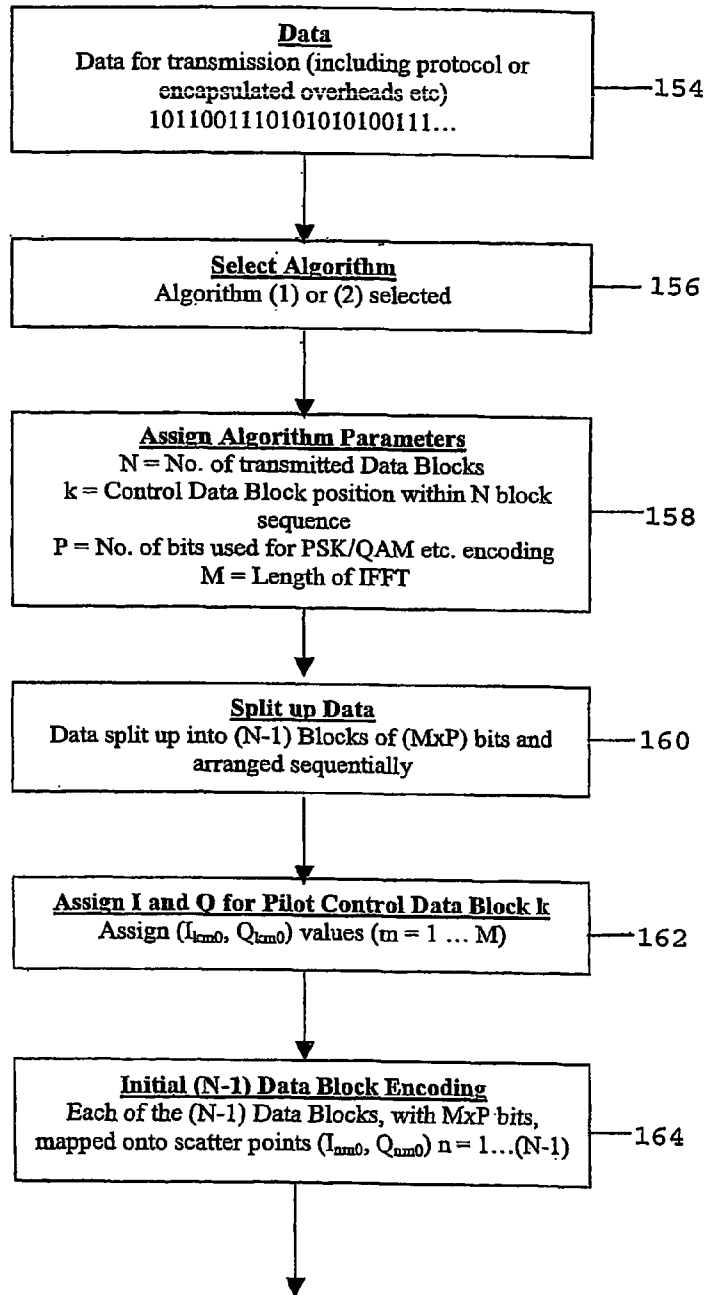 Data
Data for transmission (including protocol or
encapsulated overheads etc)
1011001110101010100111...
154
Select Algorithm
Algorithm (1) or (2) selected
156
Assign Algorithm Parameters
N = No. of transmitted Data Blocks
k = Control Data Block position within N block
sequence
P = No. of bits used for PSK/QAM etc. encoding
M = Length of IFFT
158
Split up Data
Data split up into (N-1) Blocks of (MxP) bits and
arranged sequentially
160
Assign I and Q for Pilot Control Data Block k
Assign (Ikm0, Qkm0) values (m = 1 ... M)
162
Initial (N-1) Data Block Encoding
Each of the (N-1) Data Blocks, with MxP bits,
mapped onto scatter points (Inm0, Qnm0) n = 1...(N-1)
164